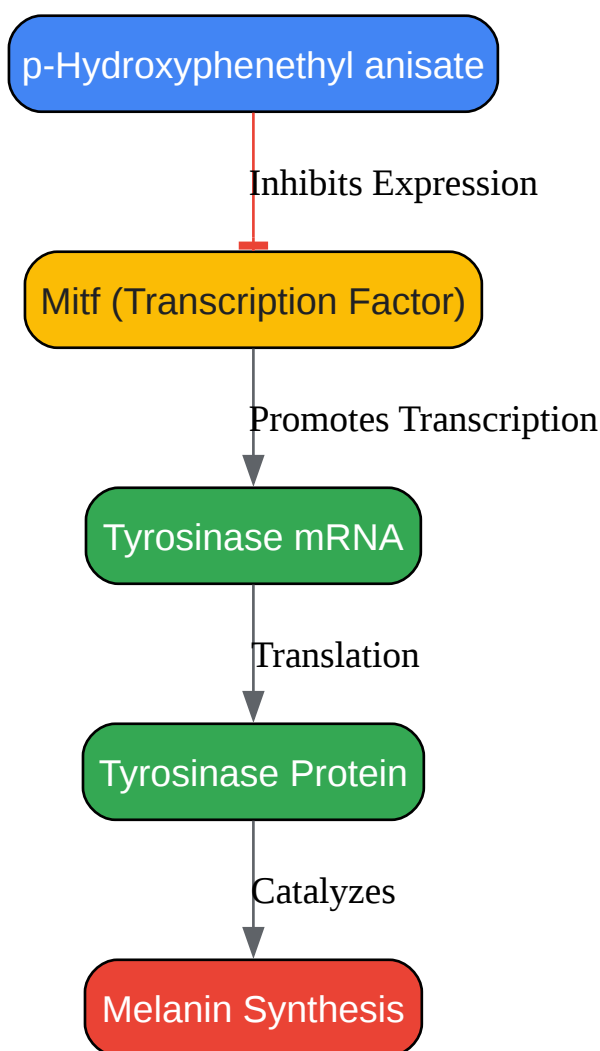 p-Hydroxyphenethyl anisate
Inhibits Expression
Mitf (Transcription Factor)
Promotes Transcription
Tyrosinase mRNA
Translation
Tyrosinase Protein
Catalyzes
Melanin Synthesis